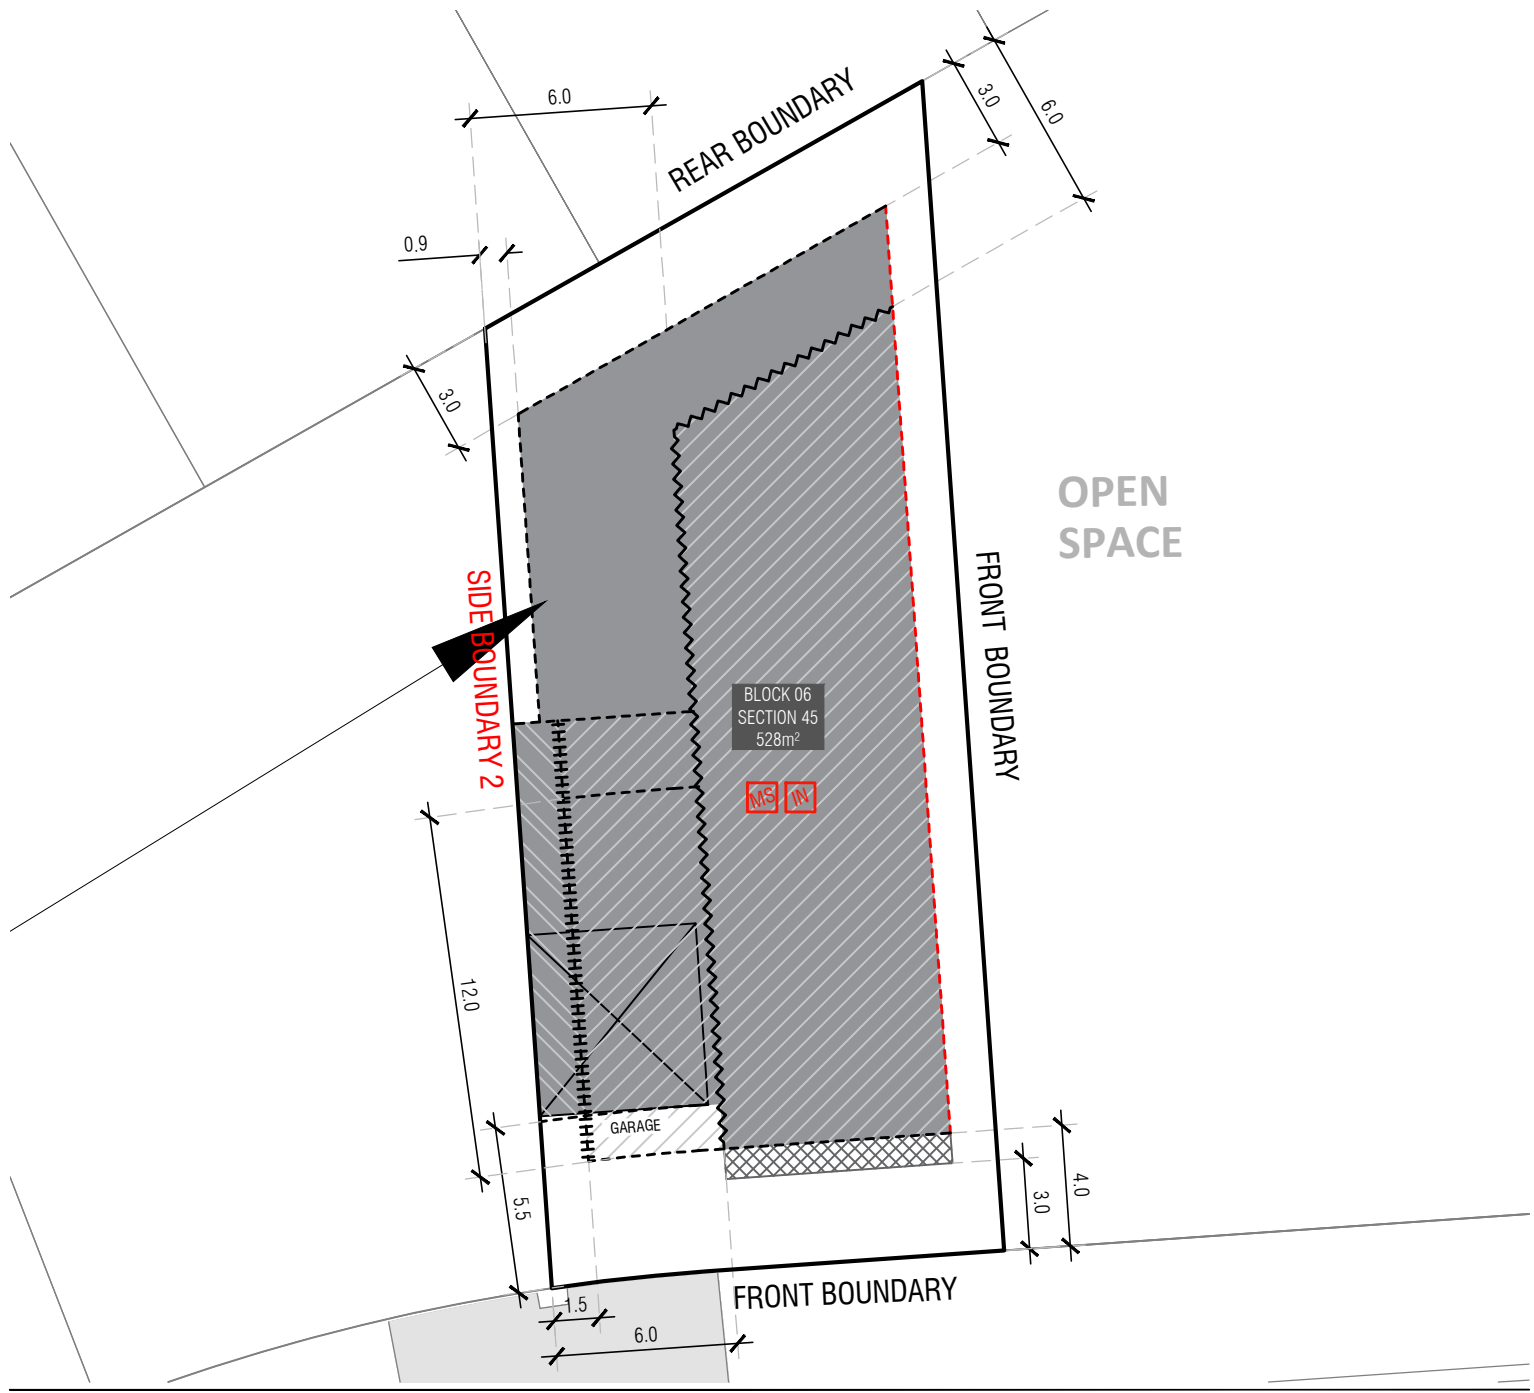 6.0
REAR BOUNDARY
3.0
6.0
0.9
3.0
OPEN
SPACE
SIDE BOUNDARY 2
FRONT BOUNDARY
BLOCK 06
SECTION 45
528m²
MS
IN
12.0
GARAGE
5.5
4.0
3.0
1.5
6.0
FRONT BOUNDARY